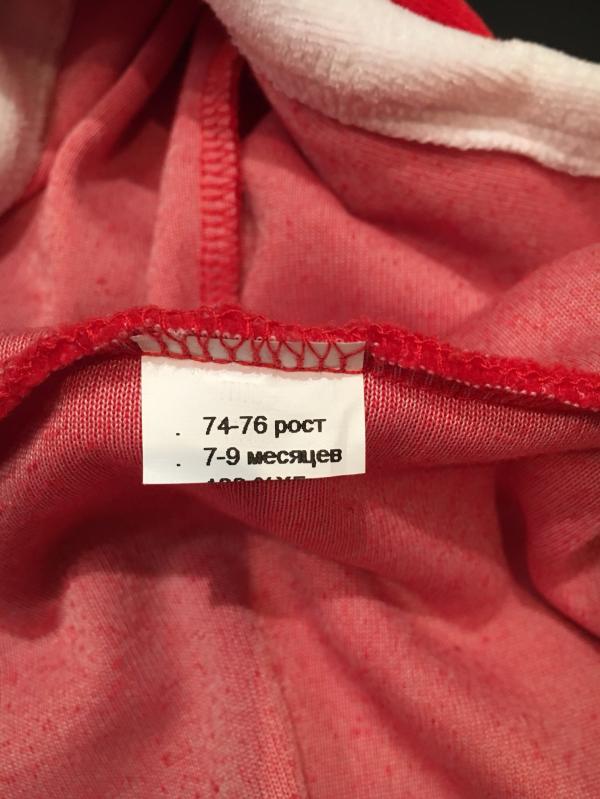 . 74-76 рост
. 7-9 месяцев